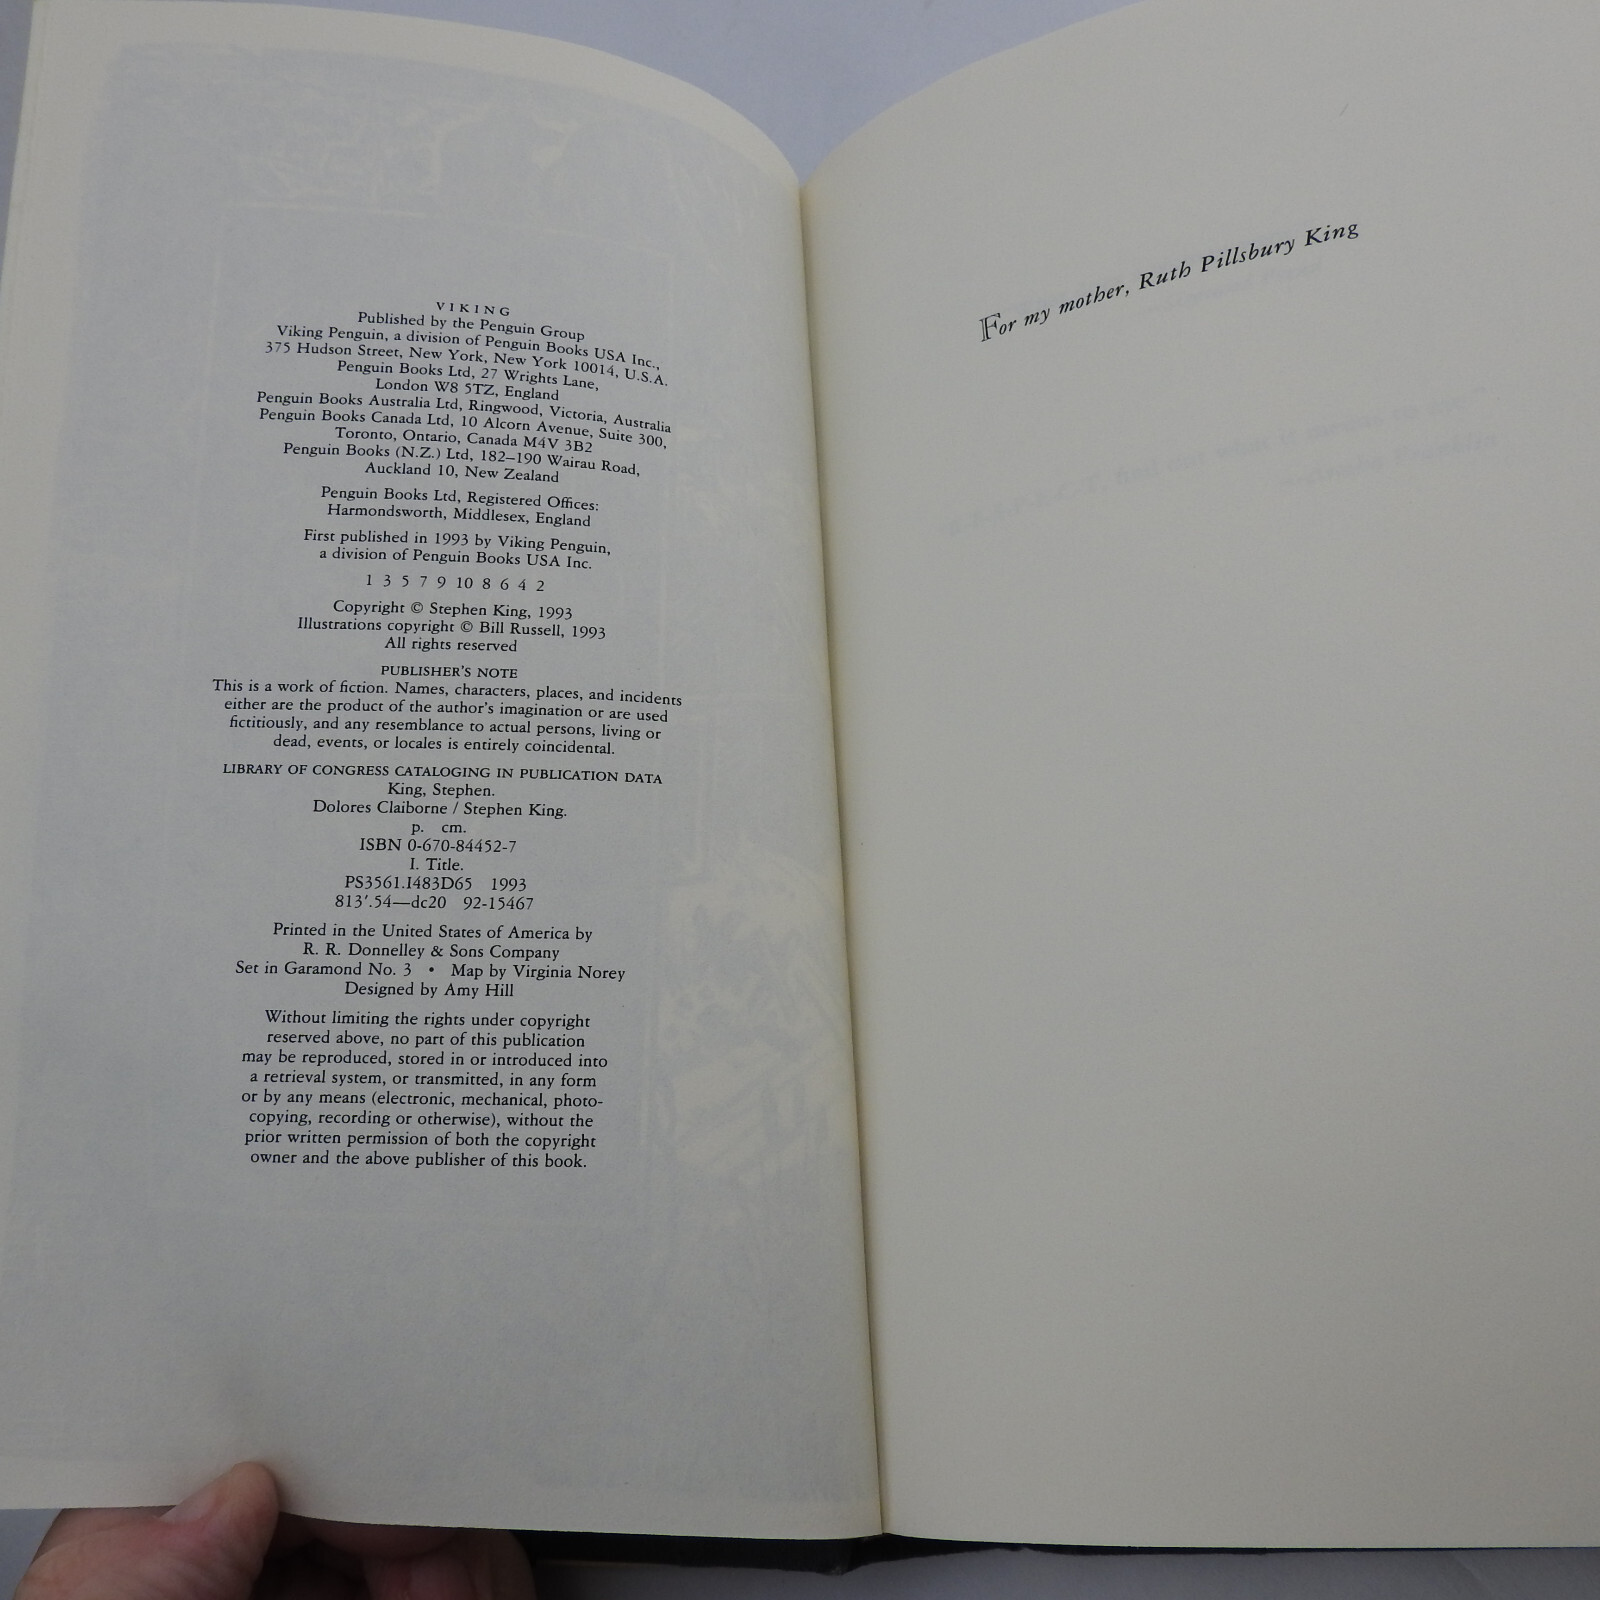 VIKING
Published by the Penguin Group
Viking Penguin, a division of Penguin Books USA Inc.,
375 Hudson Street, New York, New York 10014, U.S.A.
Penguin Books Ltd, 27 Wrights Lane,
London W8 5TZ, England
Penguin Books Australia Ltd, Ringwood, Victoria, Australia
Penguin Books Canada Ltd, 10 Alcorn Avenue, Suite 300,
Toronto, Ontario, Canada M4V 3B2
Penguin Books (N.Z.) Ltd, 182–190 Wairau Road,
Auckland 10, New Zealand
Penguin Books Ltd, Registered Offices:
Harmondsworth, Middlesex, England
First published in 1993 by Viking Penguin,
a division of Penguin Books USA Inc.
1 3 5 7 9 10 8 6 4 2
Copyright © Stephen King, 1993
Illustrations copyright © Bill Russell, 1993
All rights reserved
PUBLISHER'S NOTE
This is a work of fiction. Names, characters, places, and incidents
either are the product of the author's imagination or are used
fictitiously, and any resemblance to actual persons, living or
dead, events, or locales is entirely coincidental.
LIBRARY OF CONGRESS CATALOGING IN PUBLICATION DATA
King, Stephen.
Dolores Claiborne / Stephen King.
p. cm.
ISBN 0-670-84452-7
I. Title.
PS3561.I483D65 1993
813'.54—dc20 92-15467
Printed in the United States of America by
R. R. Donnelley & Sons Company
Set in Garamond No. 3 • Map by Virginia Norey
Designed by Amy Hill
Without limiting the rights under copyright
reserved above, no part of this publication
may be reproduced, stored in or introduced into
a retrieval system, or transmitted, in any form
or by any means (electronic, mechanical, photo-
copying, recording or otherwise), without the
prior written permission of both the copyright
owner and the above publisher of this book.
For my mother, Ruth Pillsbury King